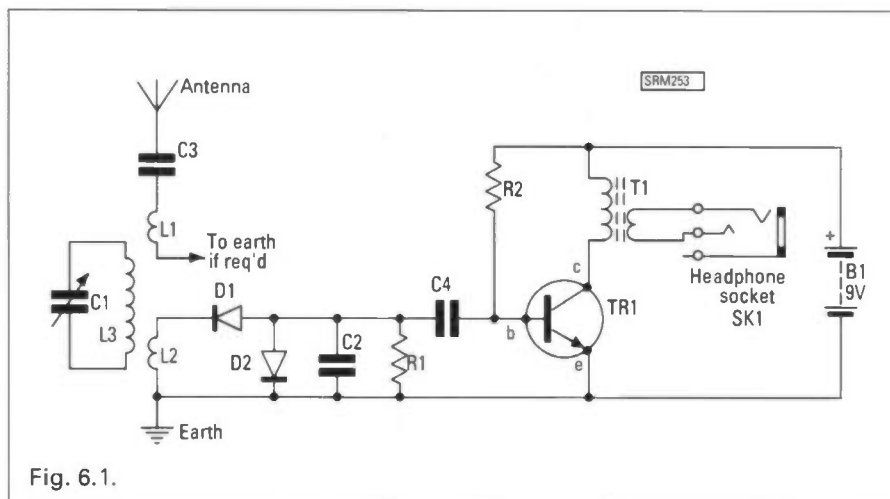 Antenna
SRM253
C3
L1
To earth
if req'd
C1
L3
L2
D1
D2
C2
R1
C4
R2
T1
c
b
e
TR1
Headphone
socket
SK1
+
B1
9V
Earth
Fig. 6.1.